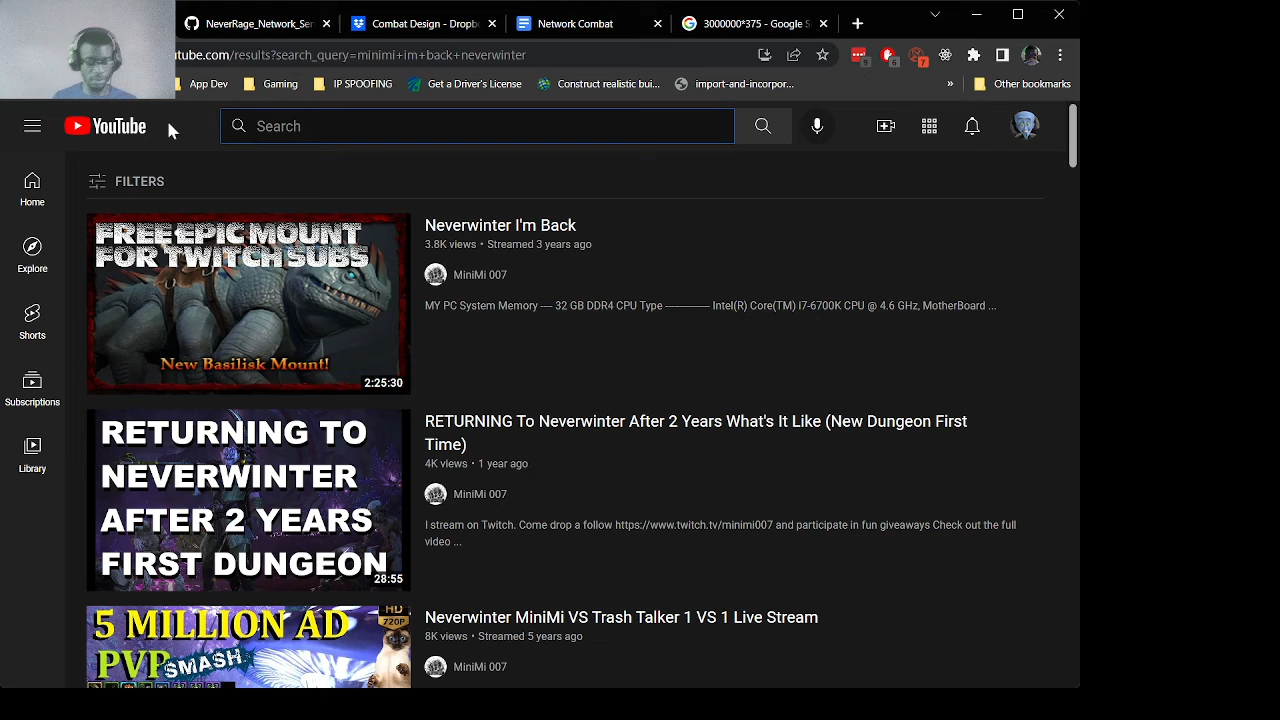 NeverRage_Network_Ser
Combat Design - Dropbo
Network Combat
3000000*375 - Google S
tube.com/results?search_query=minimi+im+back+neverwinter
5
6
7
App Dev
Gaming
IP SPOOFING
Get a Driver's License
Construct realistic bui...
import-and-incorpor...
»
Other bookmarks
YouTube
Search
FILTERS
Home
Explore
Shorts
Subscriptions
Library
FREE EPIC MOUNT
FOR TWITCH SUBS
New Basilisk Mount!
2:25:30
Neverwinter I'm Back
3.8K views • Streamed 3 years ago
MiniMi 007
MY PC System Memory ---- 32 GB DDR4 CPU Type -------------- Intel(R) Core(TM) I7-6700K CPU @ 4.6 GHz, MotherBoard ...
RETURNING TO
NEVERWINTER
AFTER 2 YEARS
FIRST DUNGEON
28:55
RETURNING To Neverwinter After 2 Years What's It Like (New Dungeon First
Time)
4K views • 1 year ago
MiniMi 007
I stream on Twitch. Come drop a follow https://www.twitch.tv/minimi007 and participate in fun giveaways Check out the full
video ...
5 MILLION AD
PVP SMASH
HD
720P
Neverwinter MiniMi VS Trash Talker 1 VS 1 Live Stream
8K views • Streamed 5 years ago
MiniMi 007